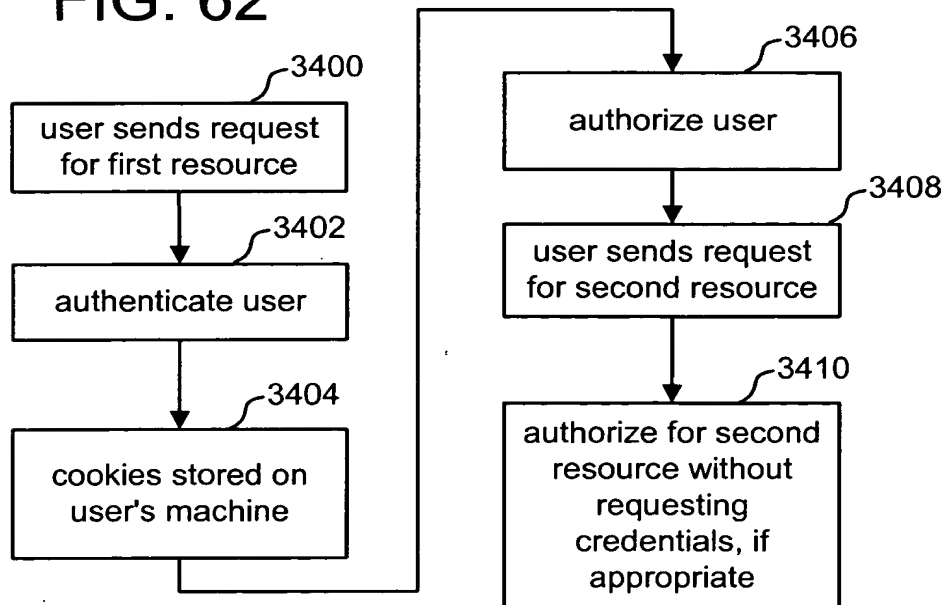 FIG. 62
3400
user sends request
for first resource
3402
authenticate user
3404
cookies stored on
user's machine
3406
authorize user
3408
user sends request
for second resource
3410
authorize for second
resource without
requesting
credentials, if
appropriate